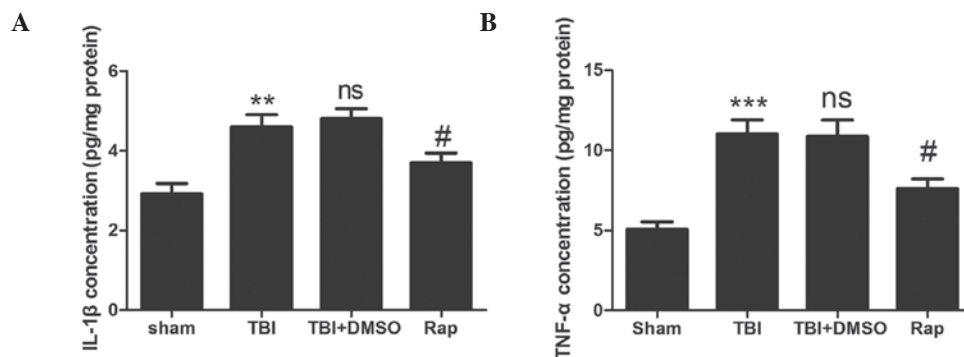 A
IL-1β concentration (pg/mg protein)
6
4
2
0
**
ns
#
sham TBI TBI+DMSO Rap
B
TNF-α concentration (pg/mg protein)
15
10
5
0
***
ns
#
Sham TBI TBI+DMSO Rap